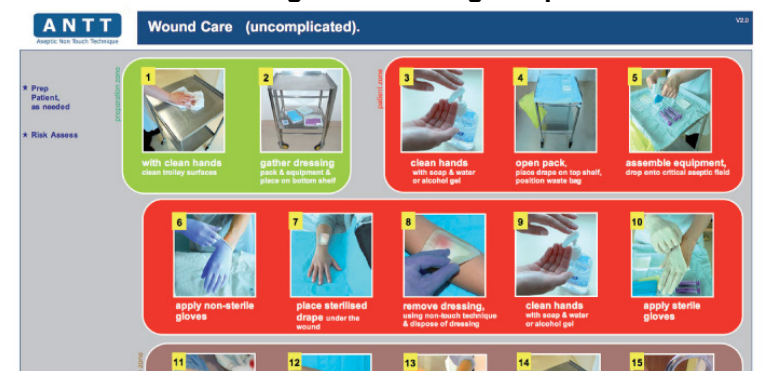 ANTT
Aseptic Non Touch Technique
Wound Care (uncomplicated).
V2.0
★ Prep
Patient,
as needed
★ Risk Assess
preparation zone
1
with clean hands
clean trolley surfaces
2
gather dressing
pack & equipment &
place on bottom shelf
patient zone
3
clean hands
with soap & water
or alcohol gel
4
open pack,
place drape on top shelf,
position waste bag
5
assemble equipment,
drop onto critical aseptic field
6
apply non-sterile
gloves
7
place sterilised
drape under the
wound
8
remove dressing,
using non-touch technique
& dispose of dressing
9
clean hands
with soap & water
or alcohol gel
10
apply sterile
gloves
zone
11
12
13
14
15